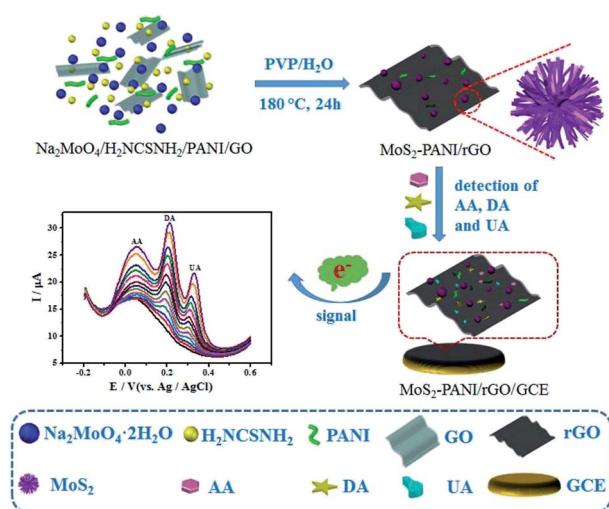 PVP/H₂O
180 °C, 24h
Na₂MoO₄/H₂NCSNH₂/PANI/GO
MoS₂-PANI/rGO
detection of
AA, DA
and UA
30
25
20
15
10
5
I / μA
AA
DA
UA
-0.2
0.0
0.2
0.4
0.6
E / V(vs. Ag / AgCl)
e⁻
signal
MoS₂-PANI/rGO/GCE
Na₂MoO₄·2H₂O
H₂NCSNH₂
PANI
GO
rGO
MoS₂
AA
DA
UA
GCE